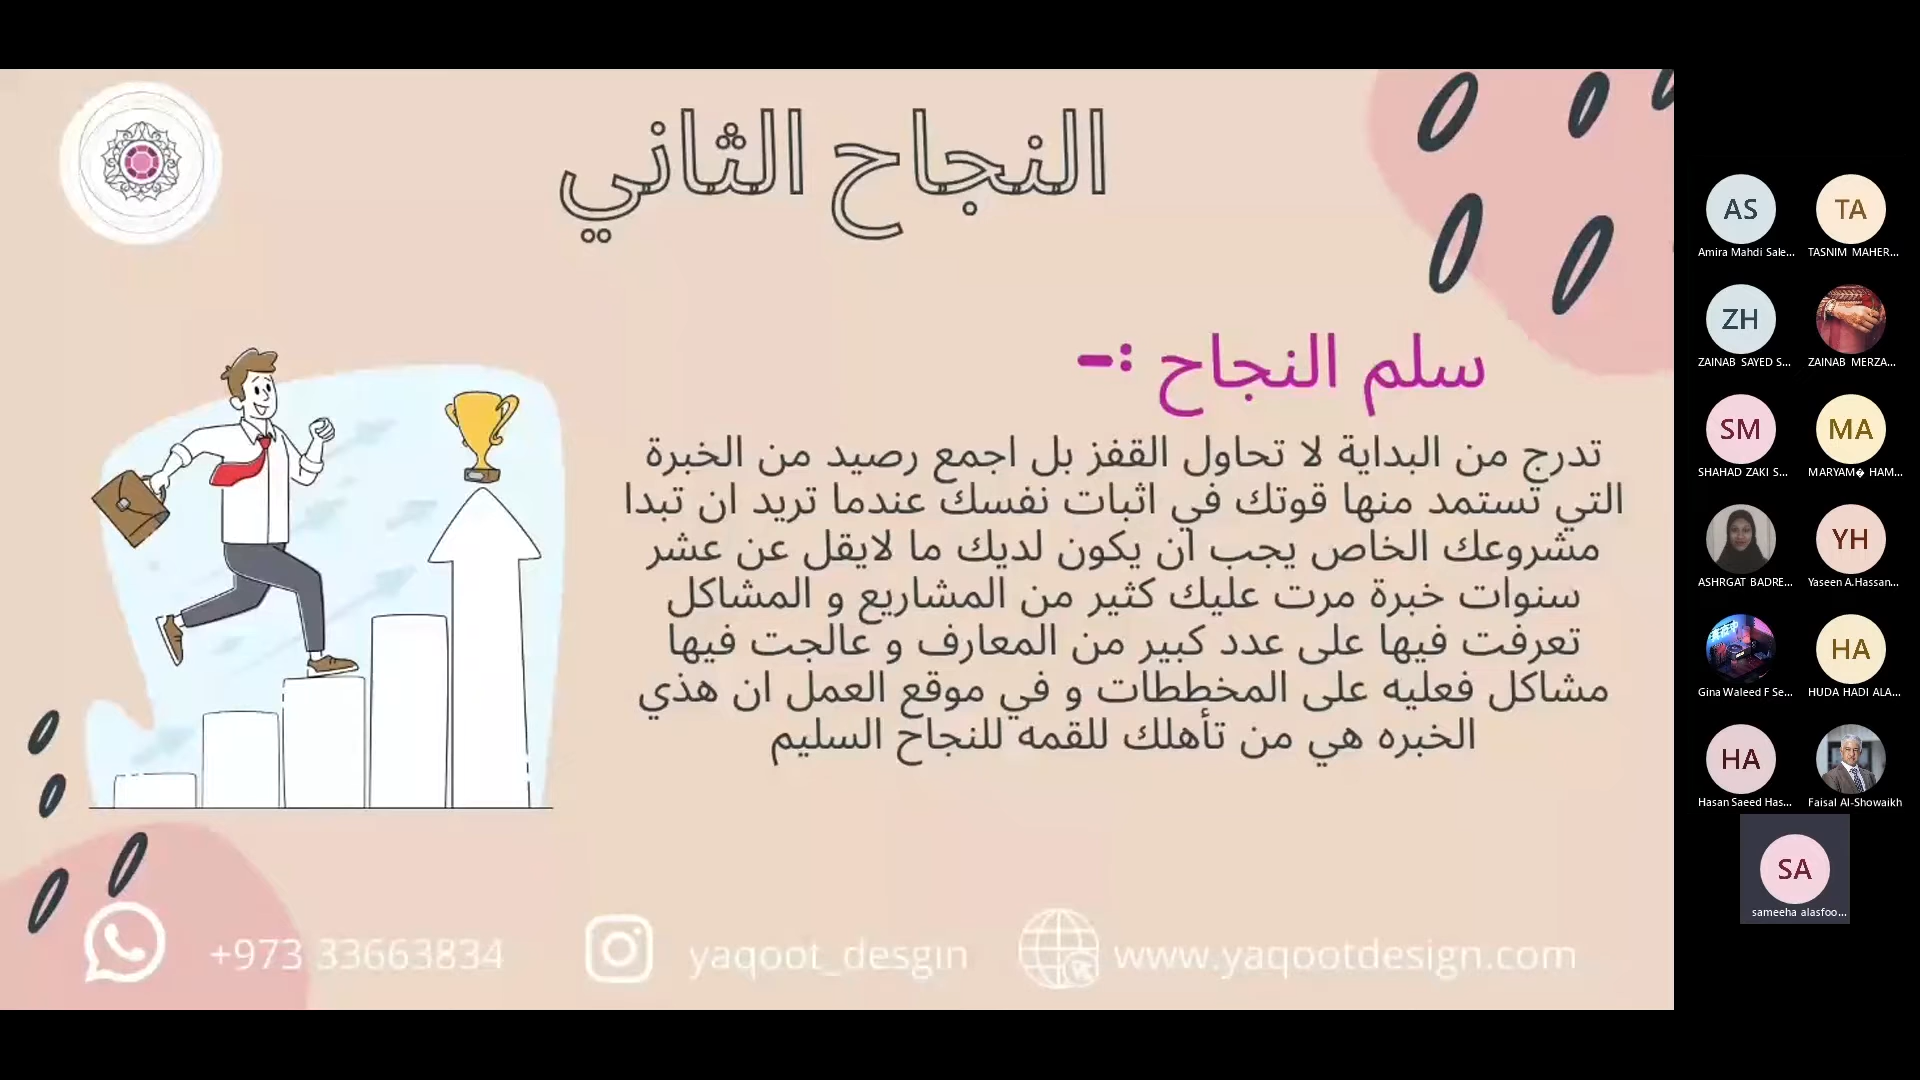 النجاح الثاني
سلم النجاح :-
تدرج من البداية لا تحاول القفز بل اجمع رصيد من الخبرة
التي تستمد منها قوتك في اثبات نفسك عندما تريد ان تبدا
مشروعك الخاص يجب ان يكون لديك ما لايقل عن عشر
سنوات خبرة مرت عليك كثير من المشاريع و المشاكل
تعرفت فيها على عدد كبير من المعارف و عالجت فيها
مشاكل فعليه على المخططات و في موقع العمل ان هذي
الخبره هي من تأهلك للقمه للنجاح السليم
+973 33663834
yaqoot_desgin
www.yaqootdesign.com
AS
Amira Mahdi Sale...
TA
TASNIM MAHER...
ZH
ZAINAB SAYED S...
ZAINAB MERZA...
SM
SHAHAD ZAKI S...
MA
MARYAM� HAM...
ASHRGAT BADRE...
YH
Yaseen A.Hassan...
Gina Waleed F Se...
HA
HUDA HADI ALA...
HA
Hasan Saeed Has...
Faisal Al-Showaikh
SA
sameeha alasfoo...